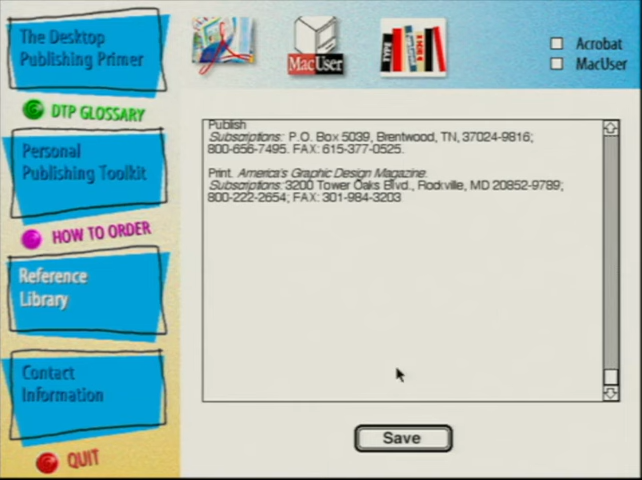 The Desktop
Publishing Primer
DTP GLOSSARY
Personal
Publishing Toolkit
HOW TO ORDER
Reference
Library
Contact
Information
QUIT
MacUser
Acrobat
MacUser
Publish
Subscriptions: P.O. Box 5039, Brentwood, TN, 37024-9816;
800-656-7495. FAX: 615-377-0525.
Print. America's Graphic Design Magazine.
Subscriptions: 3200 Tower Oaks Blvd., Rockville, MD 20852-9789;
800-222-2654; FAX: 301-984-3203
Save